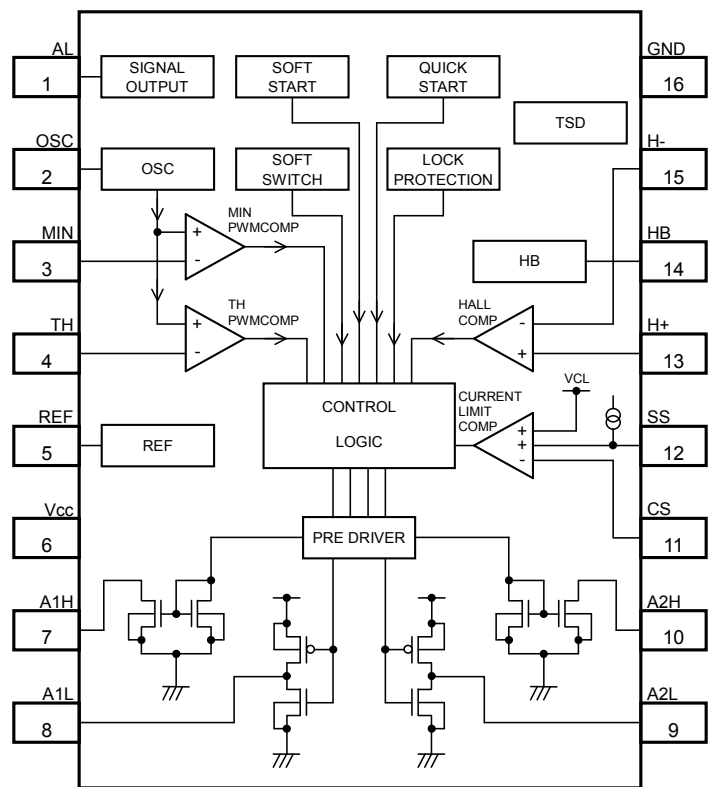 AL
1
SIGNAL
OUTPUT
SOFT
START
QUICK
START
GND
16
TSD
OSC
2
OSC
SOFT
SWITCH
LOCK
PROTECTION
H-
15
MIN
3
+
-
MIN
PWMCOMP
HB
HB
14
TH
4
+
-
TH
PWMCOMP
HALL
COMP
-
+
H+
13
REF
5
REF
CONTROL
LOGIC
CURRENT
LIMIT
COMP
+
+
-
VCL
SS
12
Vcc
6
PRE DRIVER
CS
11
A1H
7
A2H
10
A1L
8
A2L
9